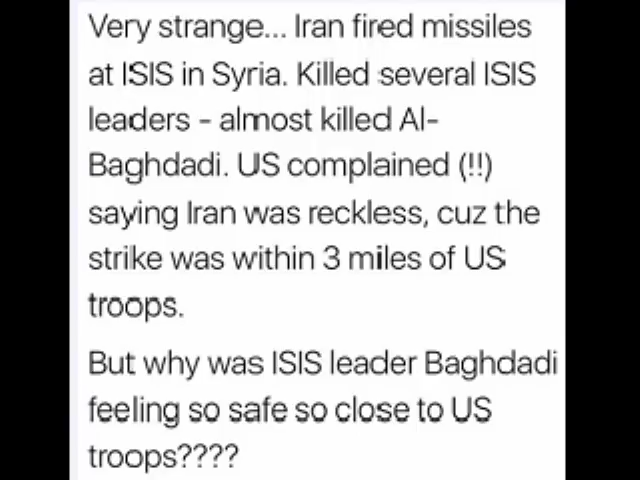 Very strange... Iran fired missiles
at ISIS in Syria. Killed several ISIS
leaders - almost killed Al-
Baghdadi. US complained (!!)
saying Iran was reckless, cuz the
strike was within 3 miles of US
troops.
But why was ISIS leader Baghdadi
feeling so safe so close to US
troops????